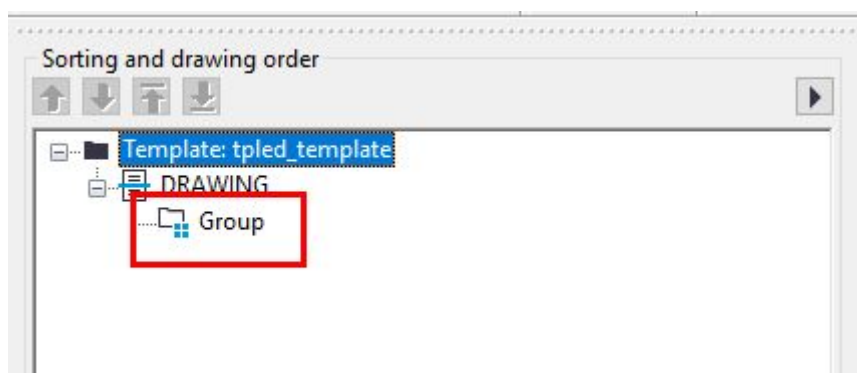 Sorting and drawing order
Template: tpled_template
DRAWING
Group